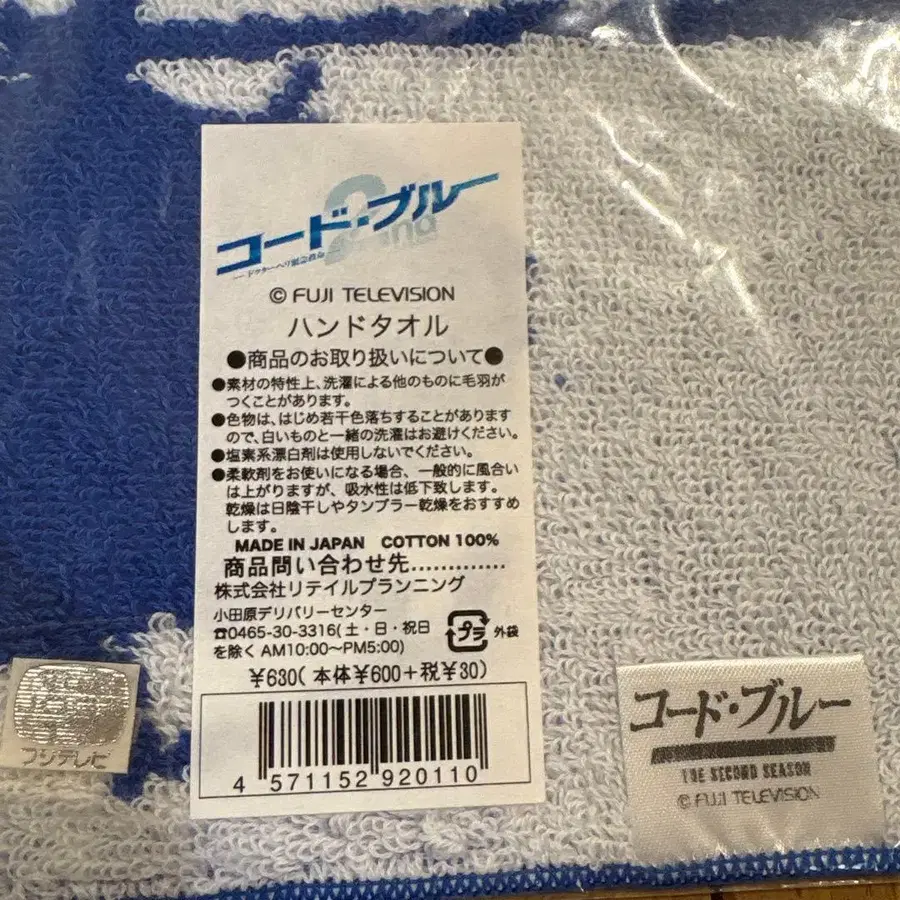 2nd
コード・ブルー
―ドクターヘリ緊急救命―
© FUJI TELEVISION
ハンドタオル
●商品のお取り扱いについて●
●素材の特性上、洗濯による他のものに毛羽が
つくことがあります。
●色物は、はじめ若干色落ちすることがあります
ので、白いものと一緒の洗濯はお避けください。
●塩素系漂白剤は使用しないでください。
●柔軟剤をお使いになる場合、一般的に風合い
は上がりますが、吸水性は低下致します。
乾燥は日陰干しやタンブラー乾燥をおすすめ
します。
MADE IN JAPAN COTTON 100%
商品問い合わせ先.............
株式会社リテイルプランニング
小田原デリバリーセンター
☎0465-30-3316(土・日・祝日
を除く AM10:00〜PM5:00)
プラ 外袋
¥630(本体¥600+税¥30)
4 571152 920110
フジテレビ
コード・ブルー
THE SECOND SEASON
© FUJI TELEVISION